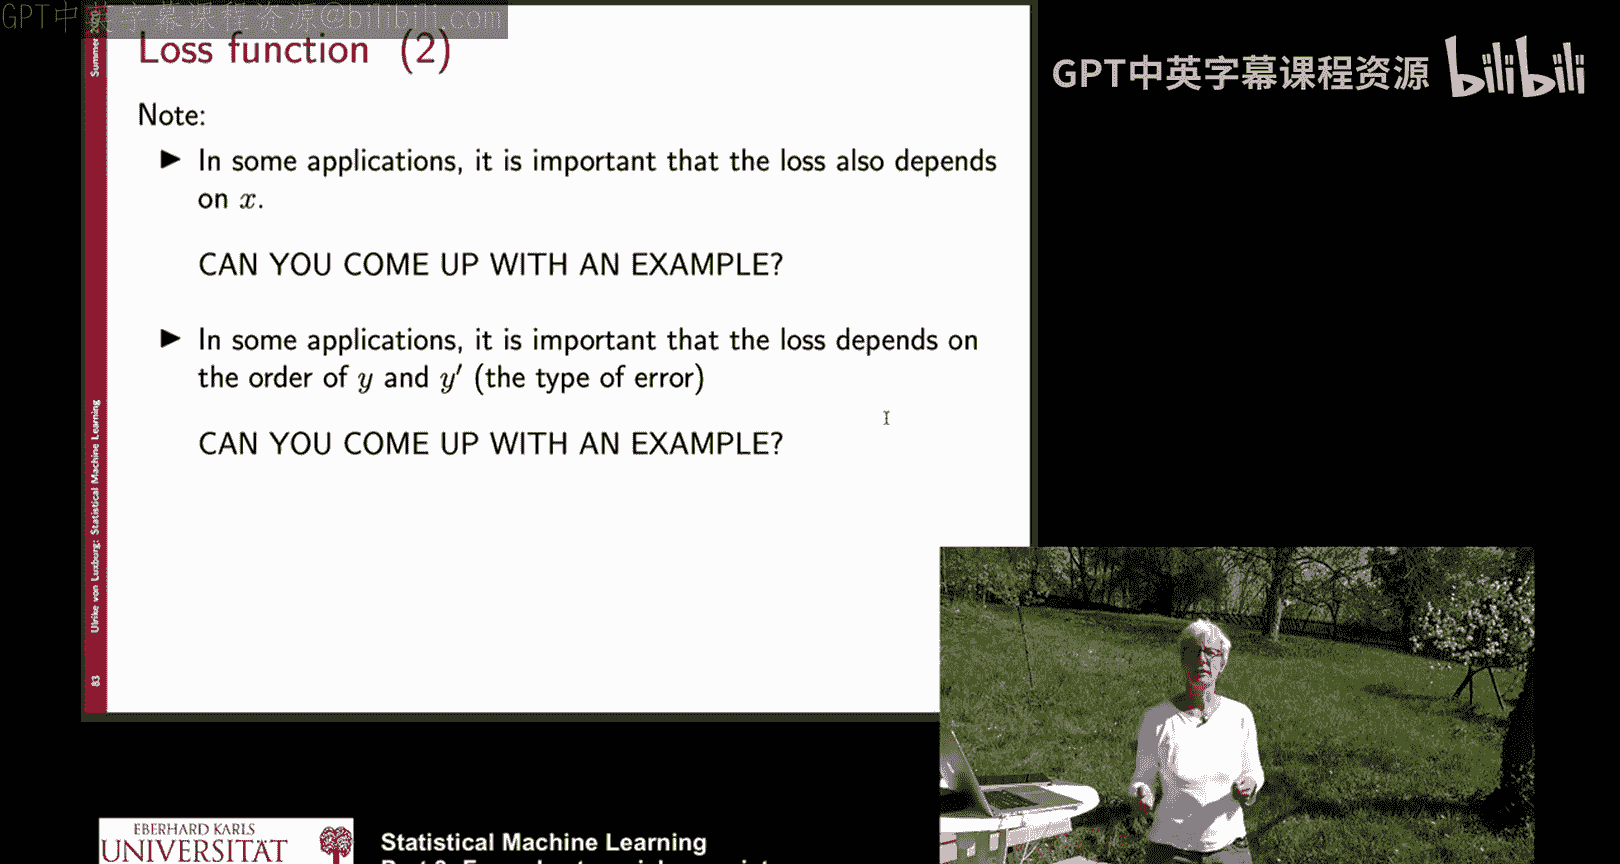 GPT中英字幕课程资源@bilibili.com
Loss function (2)
Note:
▶ In some applications, it is important that the loss also depends
on x.
CAN YOU COME UP WITH AN EXAMPLE?
▶ In some applications, it is important that the loss depends on
the order of y and y′ (the type of error)
CAN YOU COME UP WITH AN EXAMPLE?
Summer 2020
Ulrike von Luxburg: Statistical Machine Learning
83
GPT中英字幕课程资源 bilibili
EBERHARD KARLS
UNIVERSITÄT
Statistical Machine Learning